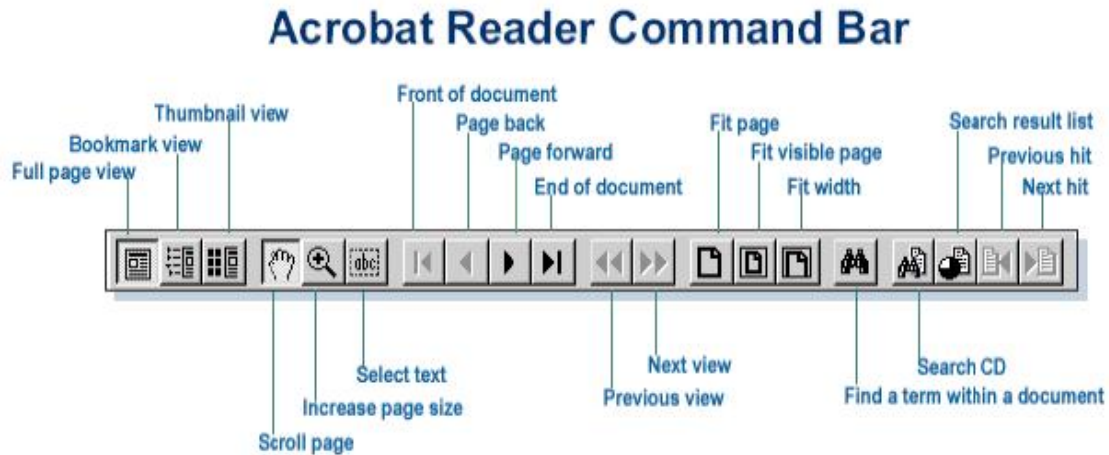 Acrobat Reader Command Bar
Front of document
Thumbnail view
Page back
Fit page
Search result list
Bookmark view
Page forward
Fit visible page
Previous hit
Full page view
End of document
Fit width
Next hit
abc
Select text
Next view
Search CD
Increase page size
Previous view
Find a term within a document
Scroll page